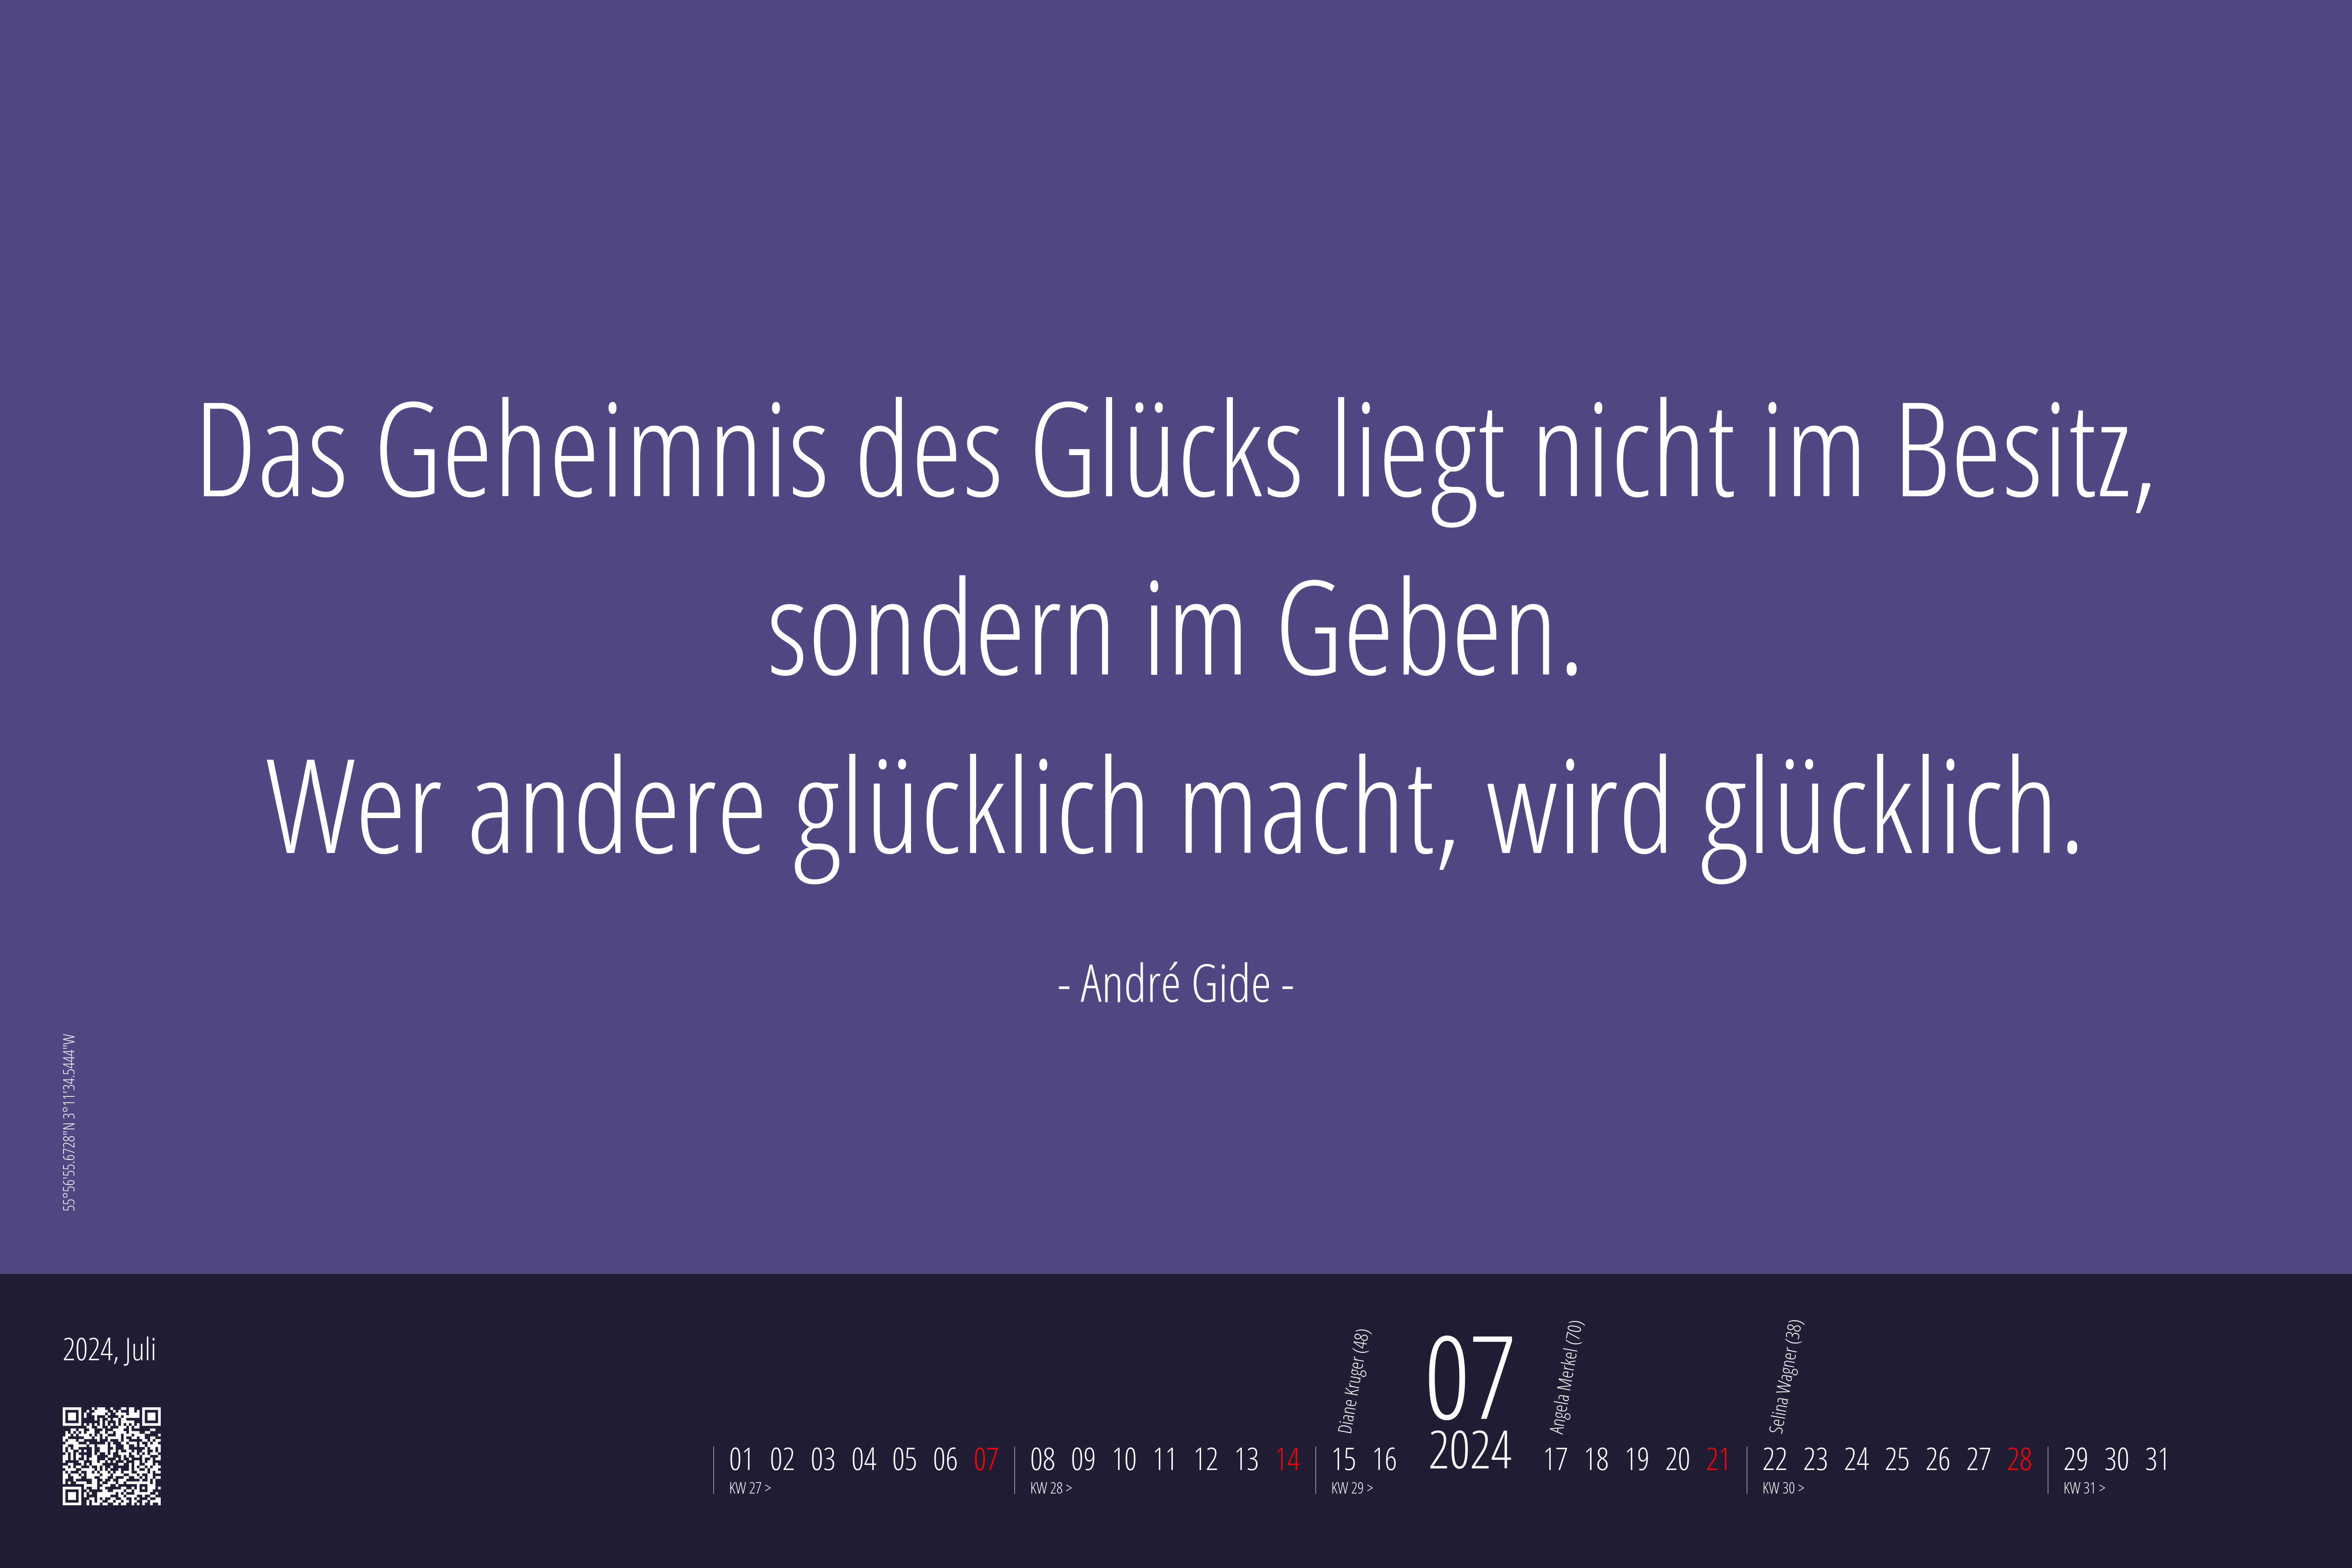 Das Geheimnis des Glücks liegt nicht im Besitz,
sondern im Geben.
Wer andere glücklich macht, wird glücklich.
- André Gide -
55°56'55.6728"N 3°11'34.5444"W
2024, Juli
Diane Kruger (48)
07
2024
Angela Merkel (70)
Selina Wagner (38)
01 02 03 04 05 06 07 08 09 10 11 12 13 14 15 16 17 18 19 20 21 22 23 24 25 26 27 28 29 30 31
KW 27 > KW 28 > KW 29 > KW 30 > KW 31 >